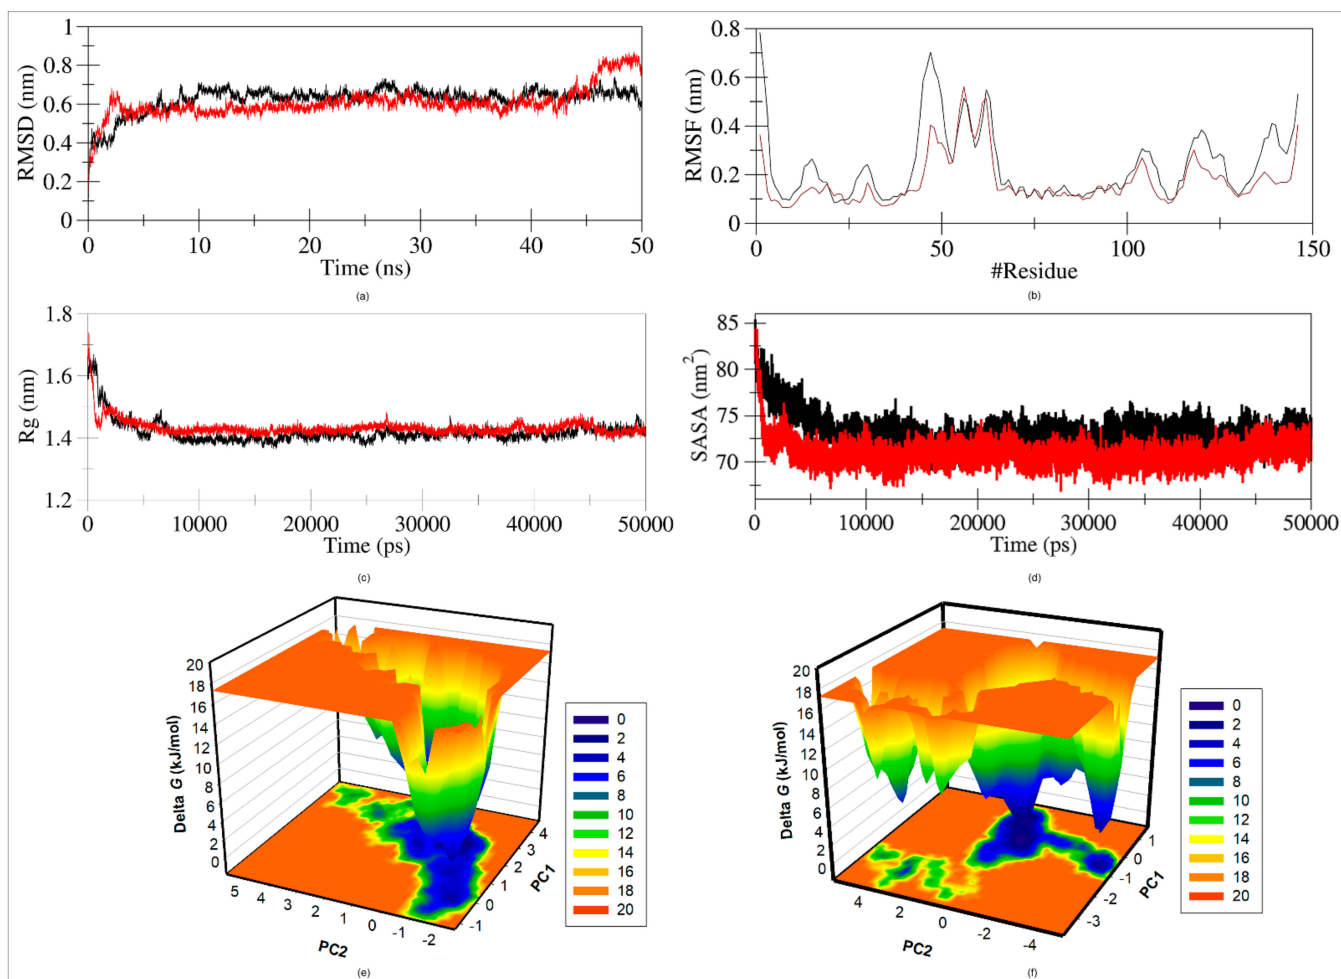 1
0.8
0.6
0.4
0.2
0
RMSD (nm)
0 10 20 30 40 50
Time (ns)
(a)
0.8
0.6
0.4
0.2
0
RMSF (nm)
0 50 100 150
#Residue
(b)
1.8
1.6
1.4
1.2
Rg (nm)
0 10000 20000 30000 40000 50000
Time (ps)
(c)
85
80
75
70
SASA (nm2)
0 10000 20000 30000 40000 50000
Time (ps)
(d)
20
18
16
14
12
10
8
6
4
2
0
Delta G (kJ/mol)
5 4 3 2 1 0 -1 -2
PC2
-1 0 1 2 3 4
PC1
0
2
4
6
8
10
12
14
16
18
20
(e)
20
18
16
14
12
10
8
6
4
2
0
Delta G (kJ/mol)
4 2 0 -2 -4
PC2
-3 -2 -1 0 1
PC1
0
2
4
6
8
10
12
14
16
18
20
(f)